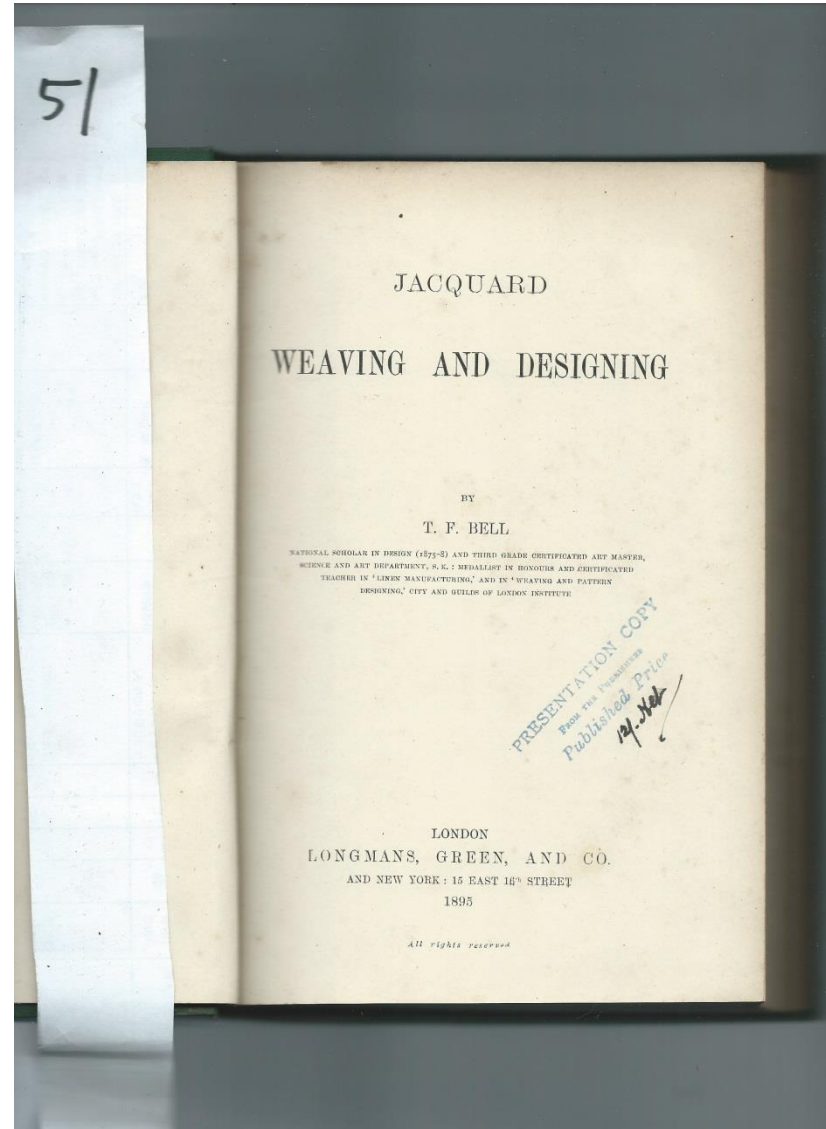 51
JACQUARD
WEAVING AND DESIGNING
BY
T. F. BELL
NATIONAL SCHOLAR IN DESIGN (1875-8) AND THIRD GRADE CERTIFICATED ART MASTER,
SCIENCE AND ART DEPARTMENT, S. K.; MEDALLIST IN HONOURS AND CERTIFICATED
TEACHER IN 'LINEN MANUFACTURING,' AND IN 'WEAVING AND PATTERN
DESIGNING,' CITY AND GUILDS OF LONDON INSTITUTE
PRESENTATION COPY
FROM THE PUBLISHERS
Published Price
12/- Net
LONDON
LONGMANS, GREEN, AND CO.
AND NEW YORK : 15 EAST 16th STREET
1895
All rights reserved